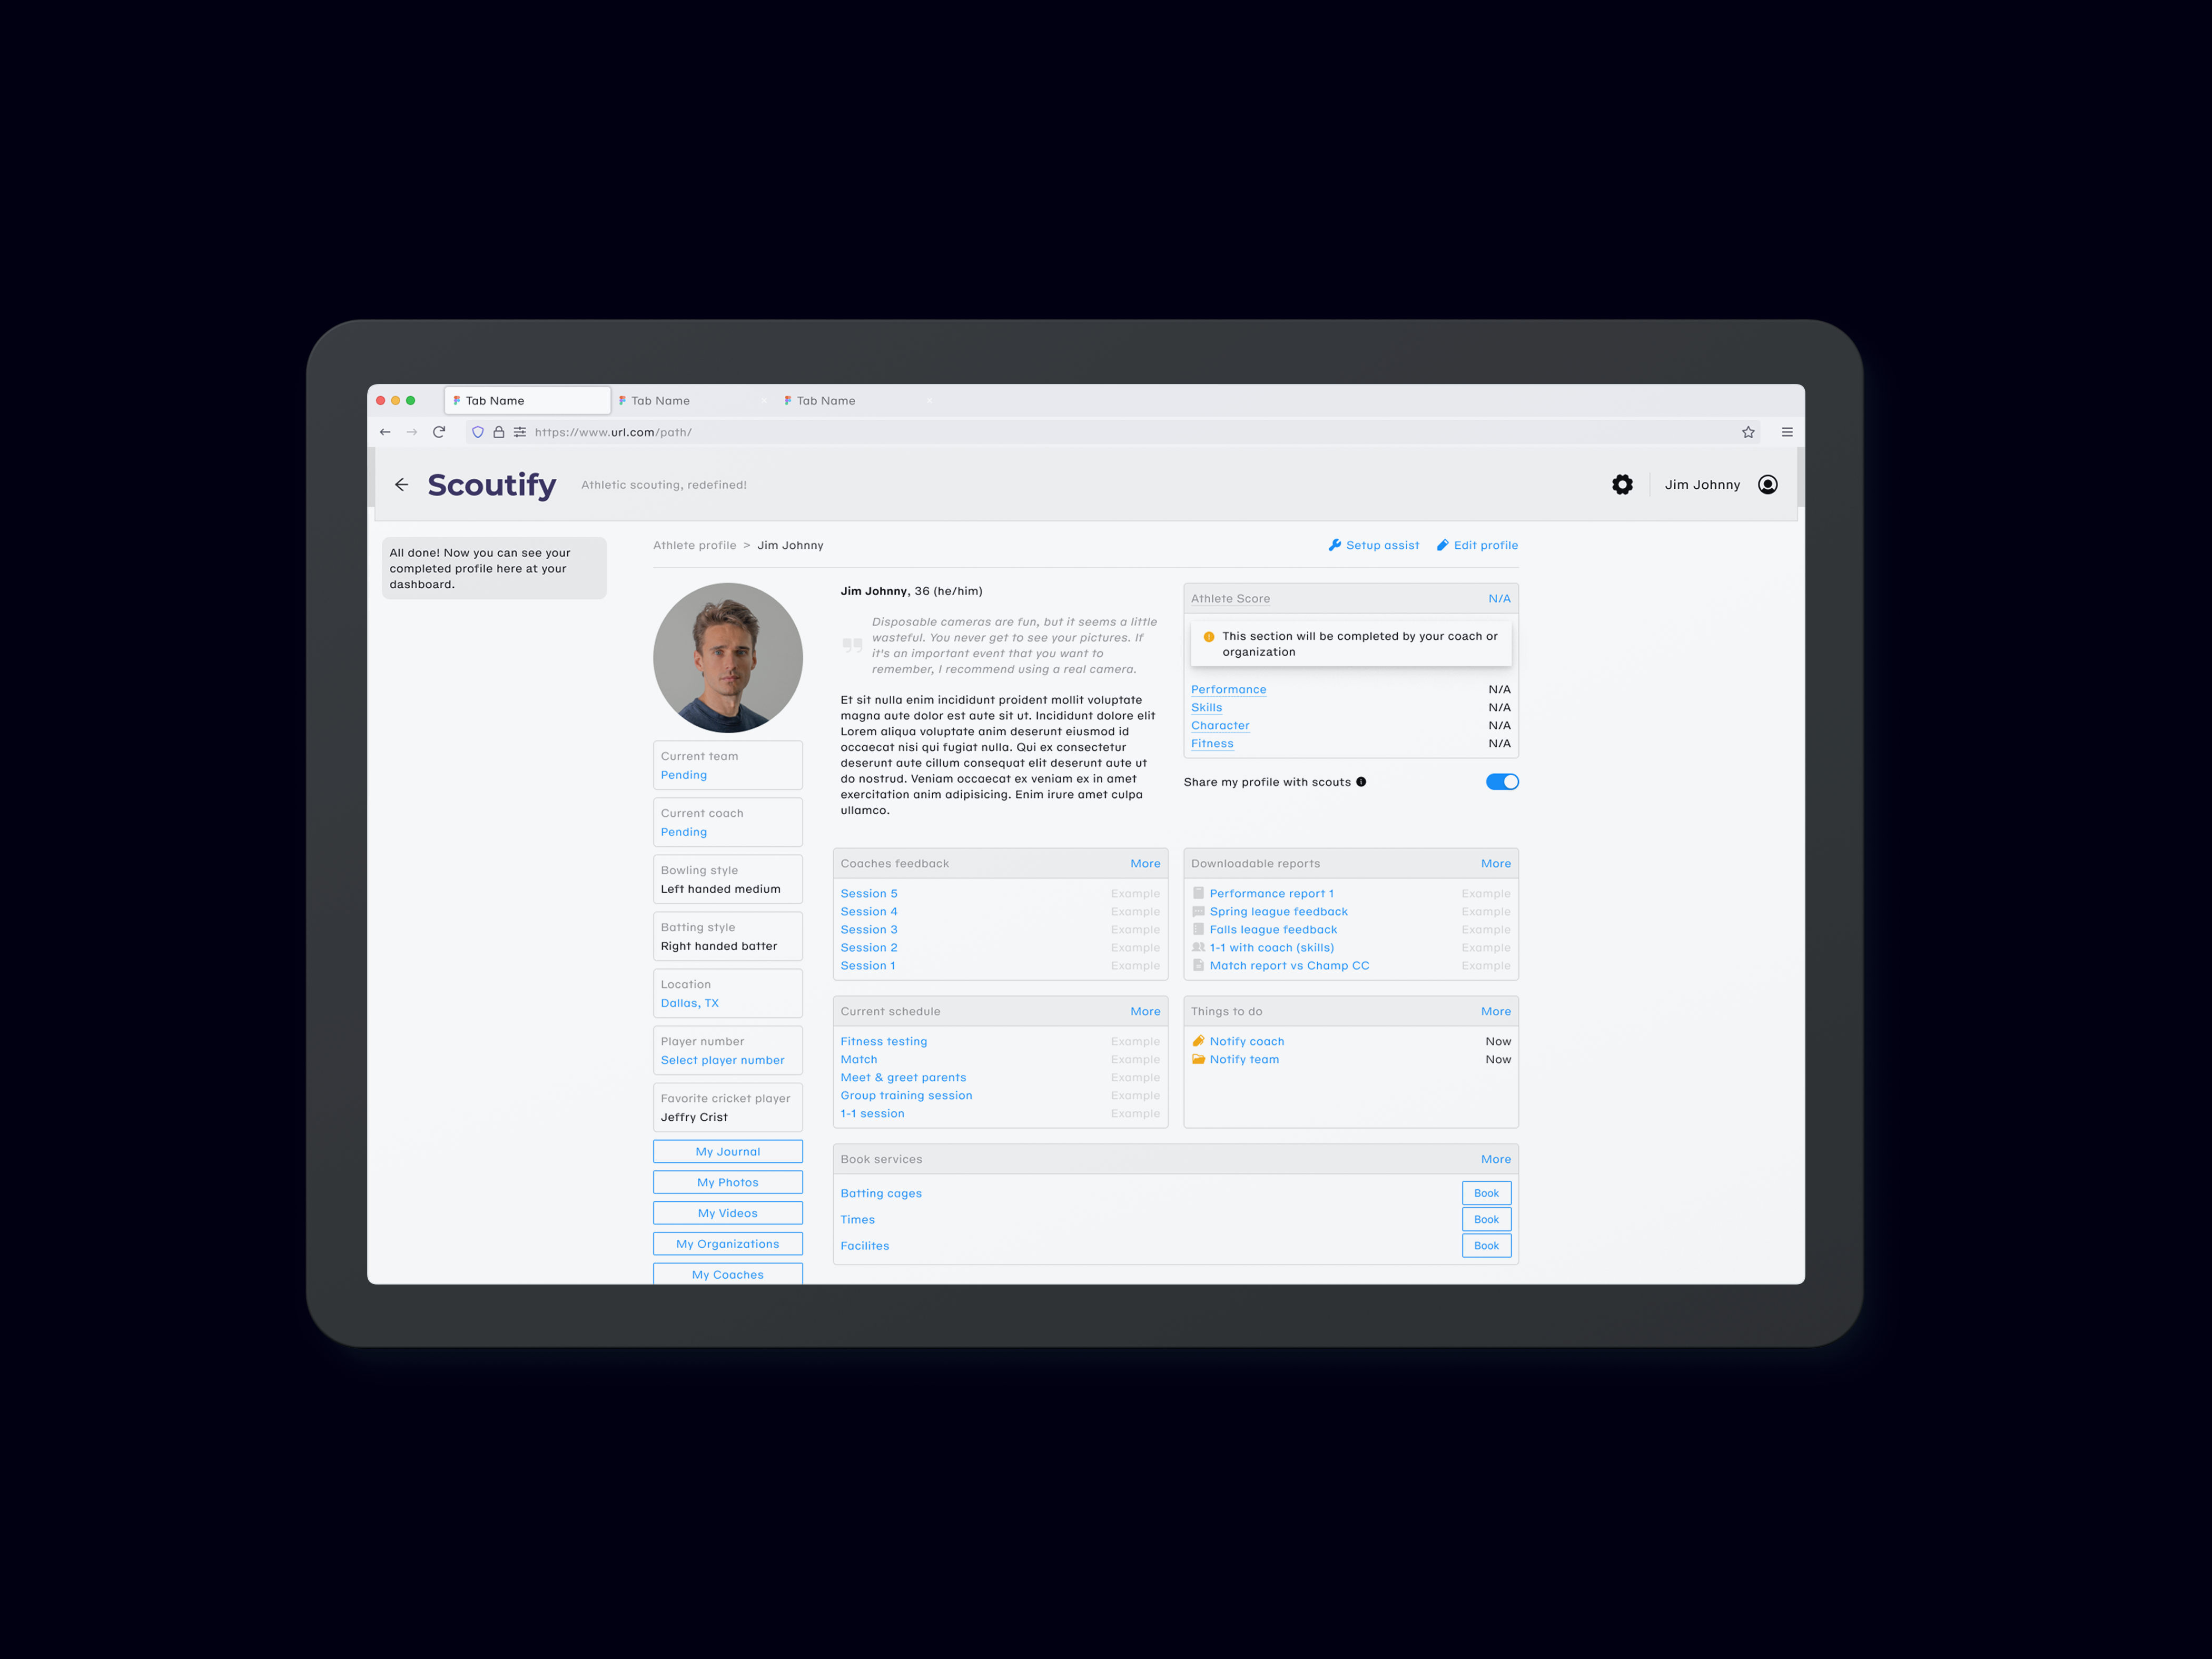 Tab Name
Tab Name
Tab Name
https://www.url.com/path/
Scoutify
Athletic scouting, redefined!
Jim Johnny
All done! Now you can see your
completed profile here at your
dashboard.
Athlete profile > Jim Johnny
Setup assist
Edit profile
Current team
Pending
Current coach
Pending
Bowling style
Left handed medium
Batting style
Right handed batter
Location
Dallas, TX
Player number
Select player number
Favorite cricket player
Jeffry Crist
My Journal
My Photos
My Videos
My Organizations
My Coaches
Jim Johnny, 36 (he/him)
Disposable cameras are fun, but it seems a little
wasteful. You never get to see your pictures. If
it's an important event that you want to
remember, I recommend using a real camera.
Et sit nulla enim incididunt proident mollit voluptate
magna aute dolor est aute sit ut. Incididunt dolore elit
Lorem aliqua voluptate anim deserunt eiusmod id
occaecat nisi qui fugiat nulla. Qui ex consectetur
deserunt aute cillum consequat elit deserunt aute ut
do nostrud. Veniam occaecat ex veniam ex in amet
exercitation anim adipisicing. Enim irure amet culpa
ullamco.
Athlete Score N/A
This section will be completed by your coach or
organization
Performance N/A
Skills N/A
Character N/A
Fitness N/A
Share my profile with scouts
Coaches feedback More
Session 5 Example
Session 4 Example
Session 3 Example
Session 2 Example
Session 1 Example
Downloadable reports More
Performance report 1 Example
Spring league feedback Example
Falls league feedback Example
1-1 with coach (skills) Example
Match report vs Champ CC Example
Current schedule More
Fitness testing Example
Match Example
Meet & greet parents Example
Group training session Example
1-1 session Example
Things to do More
Notify coach Now
Notify team Now
Book services More
Batting cages Book
Times Book
Facilites Book